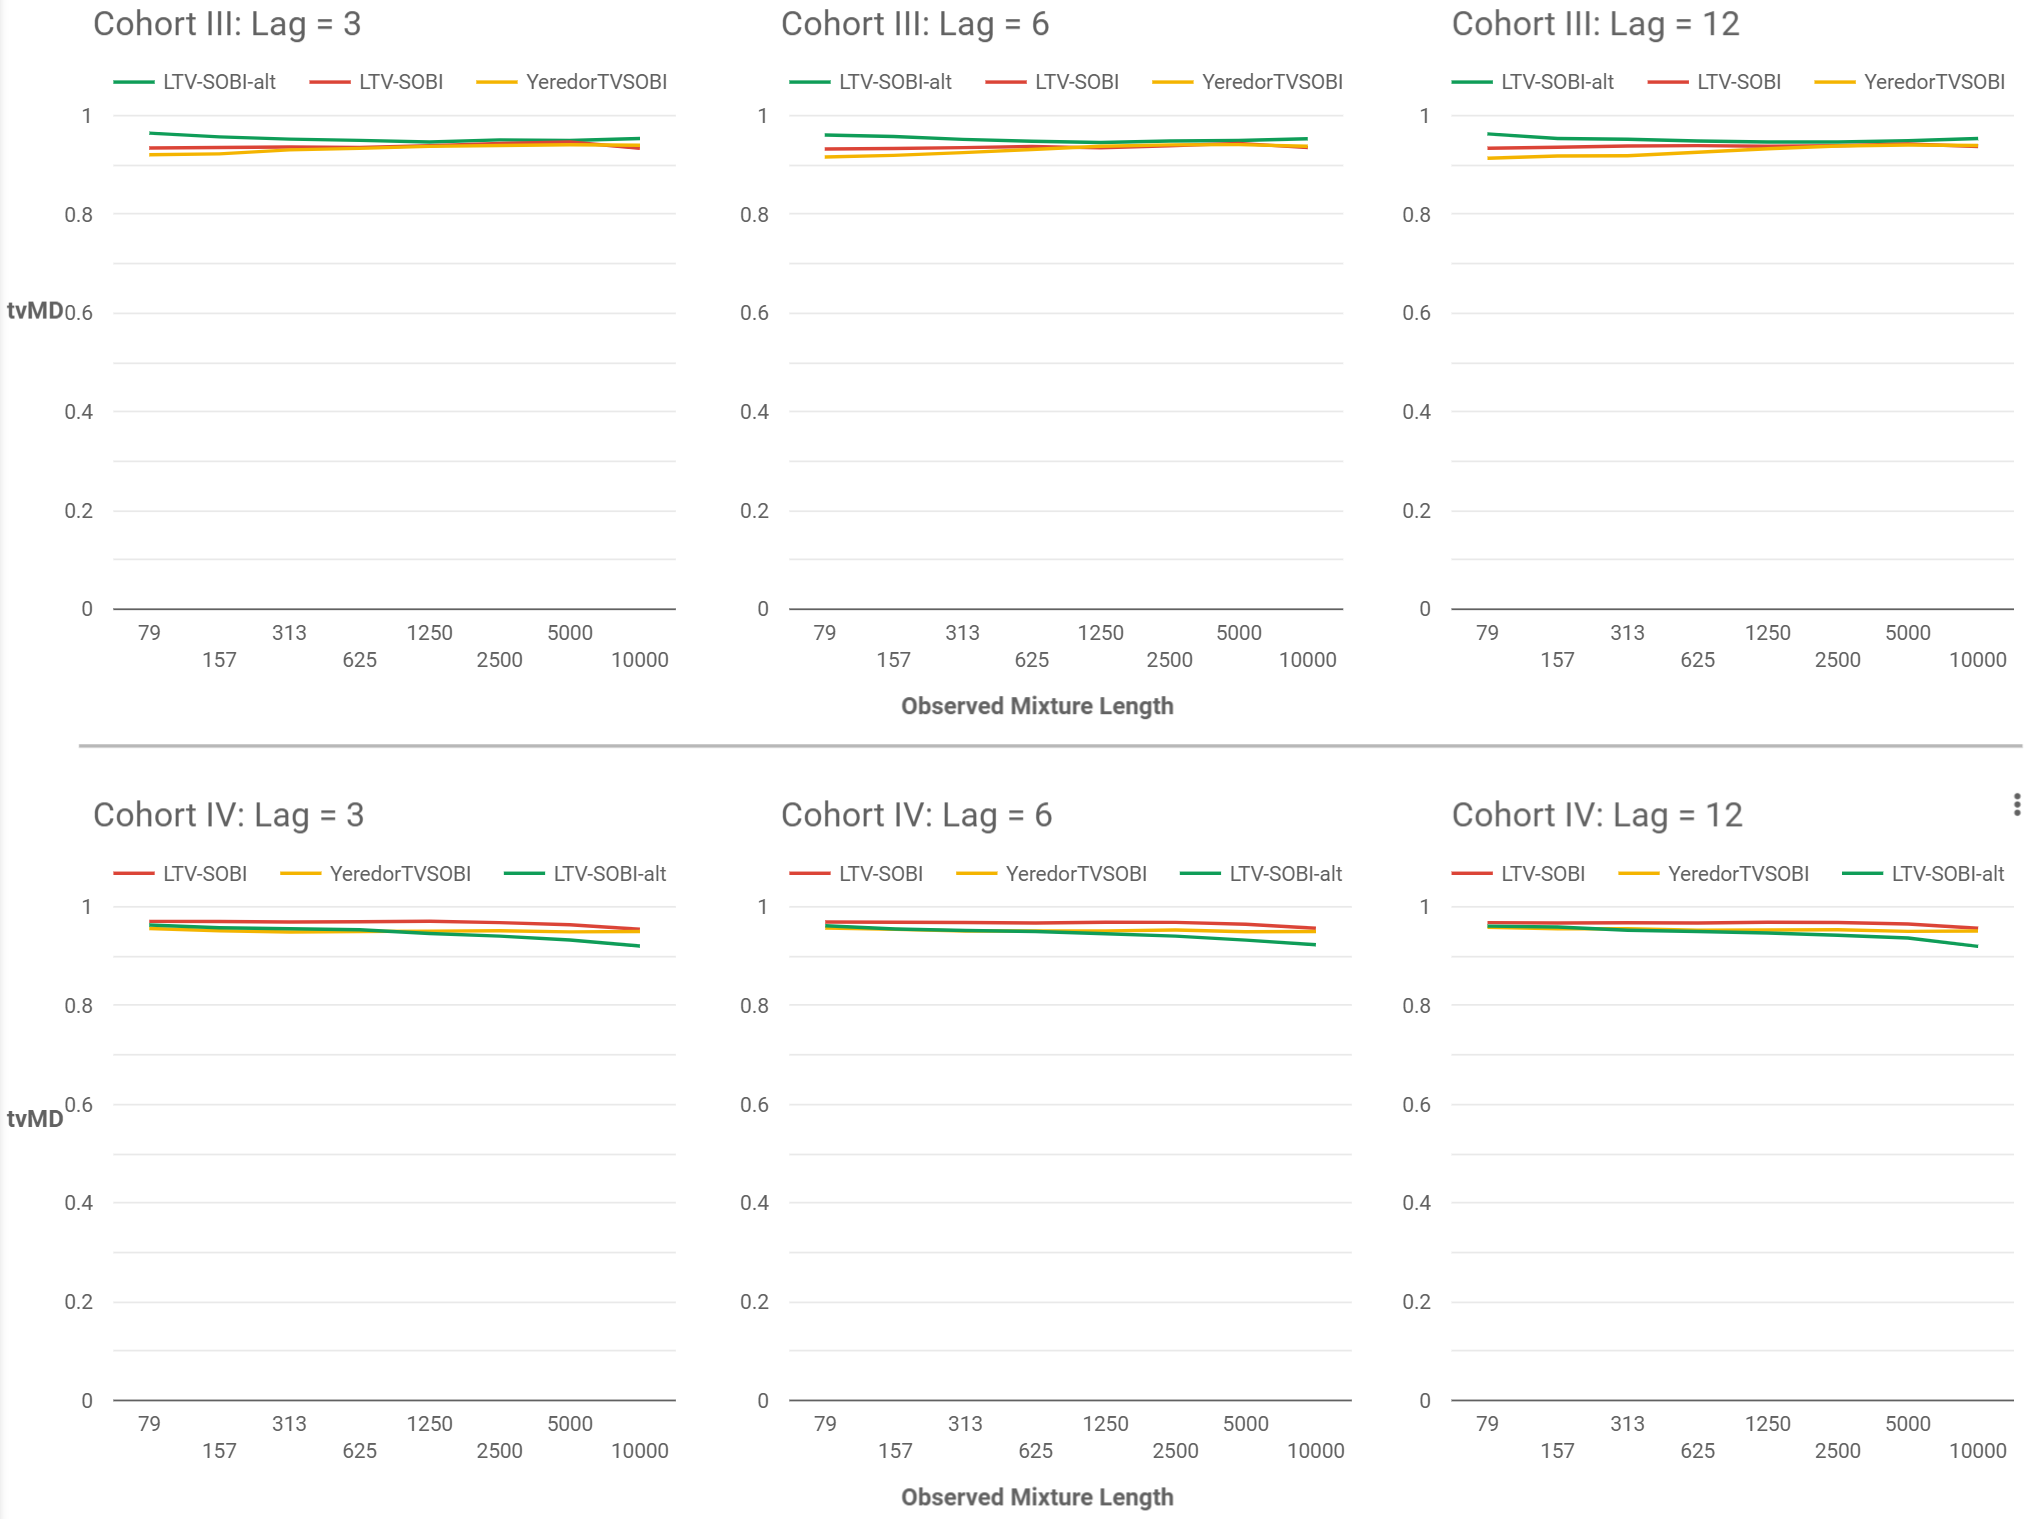 Cohort III: Lag = 3
LTV-SOBI-alt LTV-SOBI YeredorTVSOBI
1
0.8
tvMD
0.6
0.4
0.2
0
79 313 1250 5000
157 625 2500 10000
Cohort III: Lag = 6
LTV-SOBI-alt LTV-SOBI YeredorTVSOBI
1
0.8
0.6
0.4
0.2
0
79 313 1250 5000
157 625 2500 10000
Cohort III: Lag = 12
LTV-SOBI-alt LTV-SOBI YeredorTVSOBI
1
0.8
0.6
0.4
0.2
0
79 313 1250 5000
157 625 2500 10000
Observed Mixture Length
Cohort IV: Lag = 3
LTV-SOBI YeredorTVSOBI LTV-SOBI-alt
1
0.8
tvMD
0.6
0.4
0.2
0
79 313 1250 5000
157 625 2500 10000
Cohort IV: Lag = 6
LTV-SOBI YeredorTVSOBI LTV-SOBI-alt
1
0.8
0.6
0.4
0.2
0
79 313 1250 5000
157 625 2500 10000
Cohort IV: Lag = 12
LTV-SOBI YeredorTVSOBI LTV-SOBI-alt
1
0.8
0.6
0.4
0.2
0
79 313 1250 5000
157 625 2500 10000
Observed Mixture Length